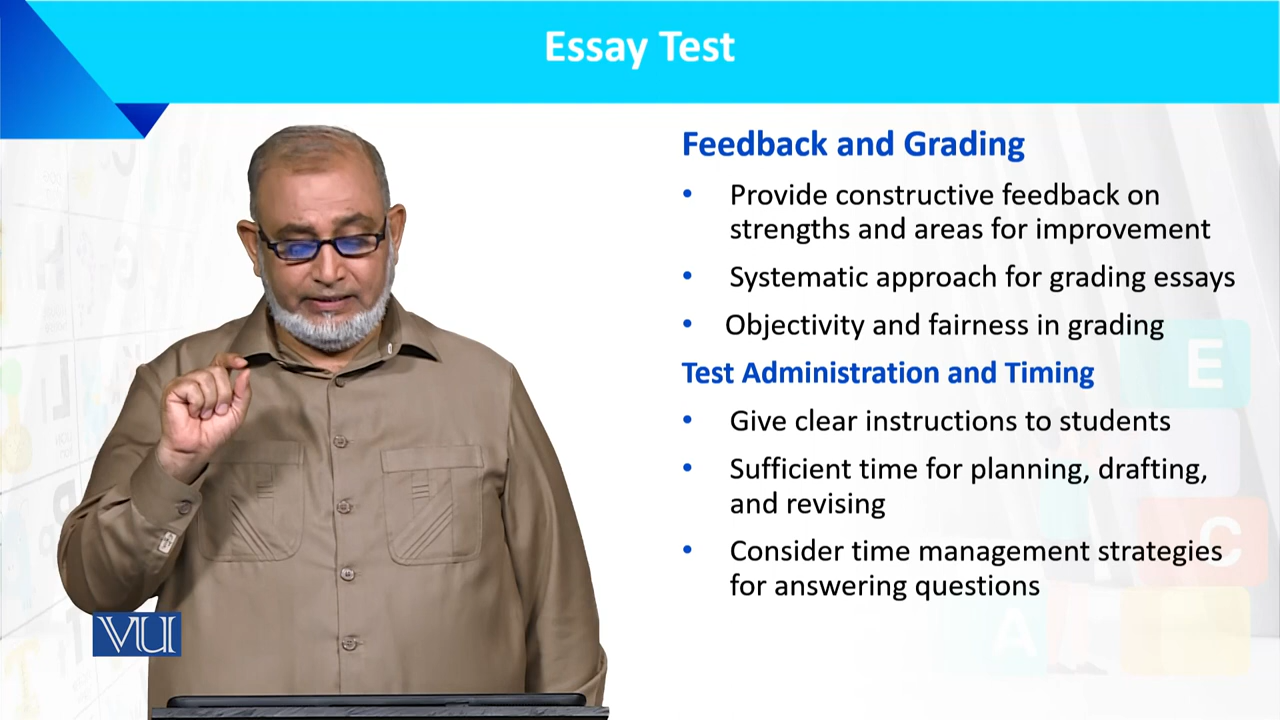 Essay Test
Feedback and Grading
• Provide constructive feedback on
strengths and areas for improvement
• Systematic approach for grading essays
• Objectivity and fairness in grading
Test Administration and Timing
• Give clear instructions to students
• Sufficient time for planning, drafting,
and revising
• Consider time management strategies
for answering questions
VU
E
C
A